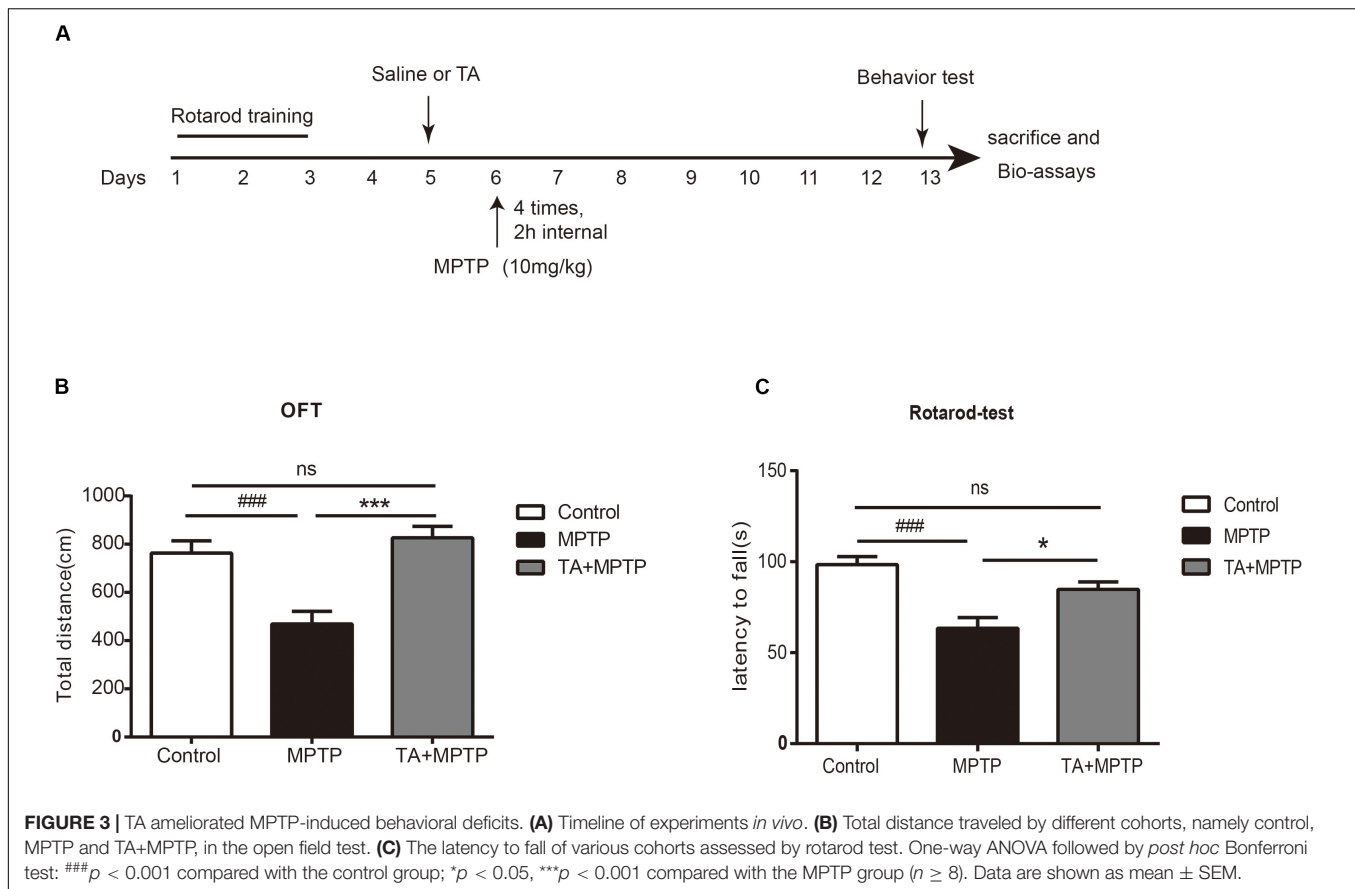 A
Saline or TA
Behavior test
Rotarod training
sacrifice and
Bio-assays
Days 1 2 3 4 5 6 7 8 9 10 11 12 13
4 times,
2h internal
MPTP (10mg/kg)
B
OFT
ns
### ***
Total distance(cm)
1000
800
600
400
200
0
Control MPTP TA+MPTP
Control
MPTP
TA+MPTP
C
Rotarod-test
ns
### *
latency to fall(s)
150
100
50
0
Control MPTP TA+MPTP
Control
MPTP
TA+MPTP
FIGURE 3 | TA ameliorated MPTP-induced behavioral deficits. (A) Timeline of experiments in vivo. (B) Total distance traveled by different cohorts, namely control,
MPTP and TA+MPTP, in the open field test. (C) The latency to fall of various cohorts assessed by rotarod test. One-way ANOVA followed by post hoc Bonferroni
test: ###p < 0.001 compared with the control group; *p < 0.05, ***p < 0.001 compared with the MPTP group (n ≥ 8). Data are shown as mean ± SEM.